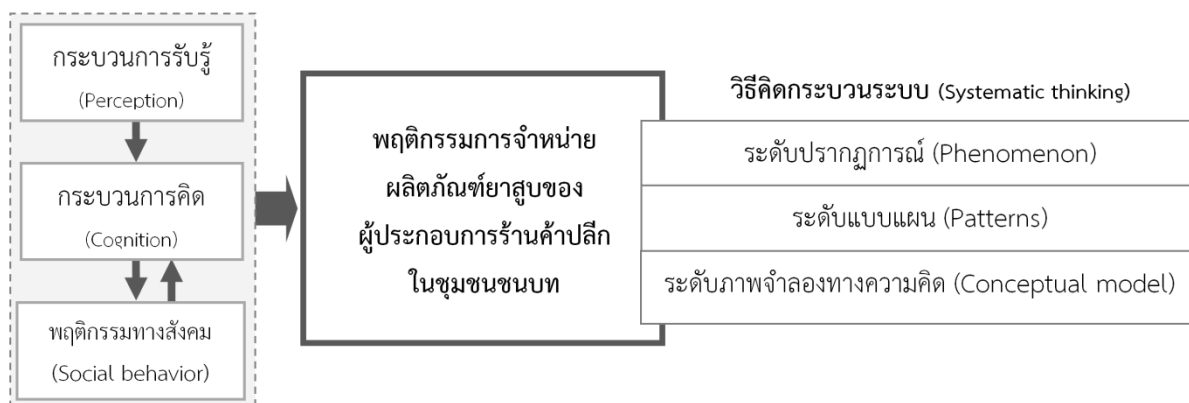 กระบวนการรับรู้
(Perception)
กระบวนการคิด
(Cognition)
พฤติกรรมทางสังคม
(Social behavior)
พฤติกรรมการจำหน่าย
ผลิตภัณฑ์ยาสูบของ
ผู้ประกอบการร้านค้าปลีก
ในชุมชนชนบท
วิธีคิดกระบวนระบบ (Systematic thinking)
ระดับปรากฏการณ์ (Phenomenon)
ระดับแบบแผน (Patterns)
ระดับภาพจำลองทางความคิด (Conceptual model)